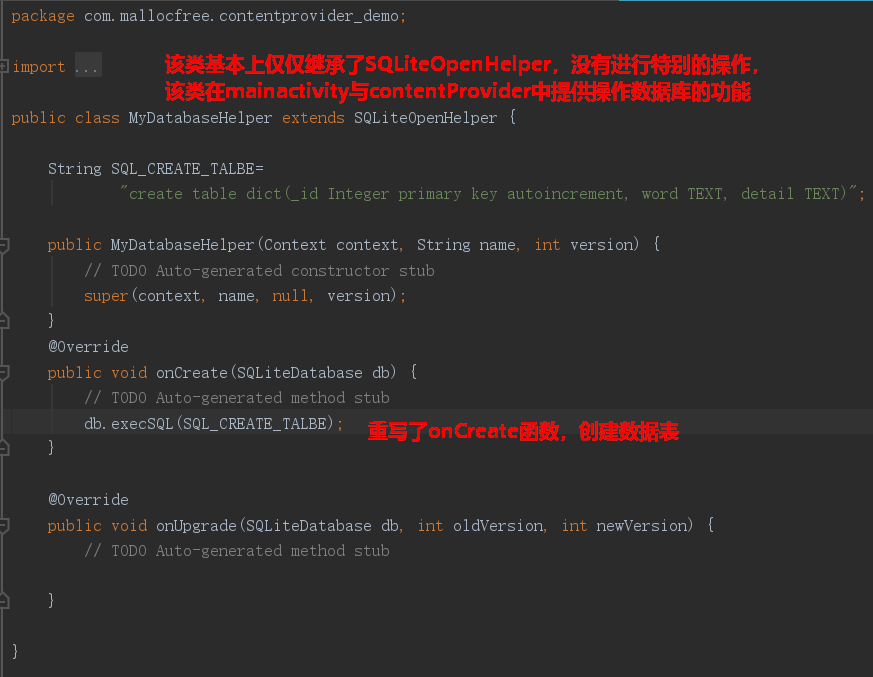 package com.mallocfree.contentprovider_demo;
import ...
该类基本上仅仅继承了SQLiteOpenHelper，没有进行特别的操作，
该类在mainactivity与contentProvider中提供操作数据库的功能
public class MyDatabaseHelper extends SQLiteOpenHelper {
String SQL_CREATE_TALBE=
"create table dict(_id Integer primary key autoincrement, word TEXT, detail TEXT)";
public MyDatabaseHelper(Context context, String name, int version) {
// TODO Auto-generated constructor stub
super(context, name, null, version);
}
@Override
public void onCreate(SQLiteDatabase db) {
// TODO Auto-generated method stub
db.execSQL(SQL_CREATE_TALBE); 重写了onCreate函数，创建数据表
}
@Override
public void onUpgrade(SQLiteDatabase db, int oldVersion, int newVersion) {
// TODO Auto-generated method stub
}
}